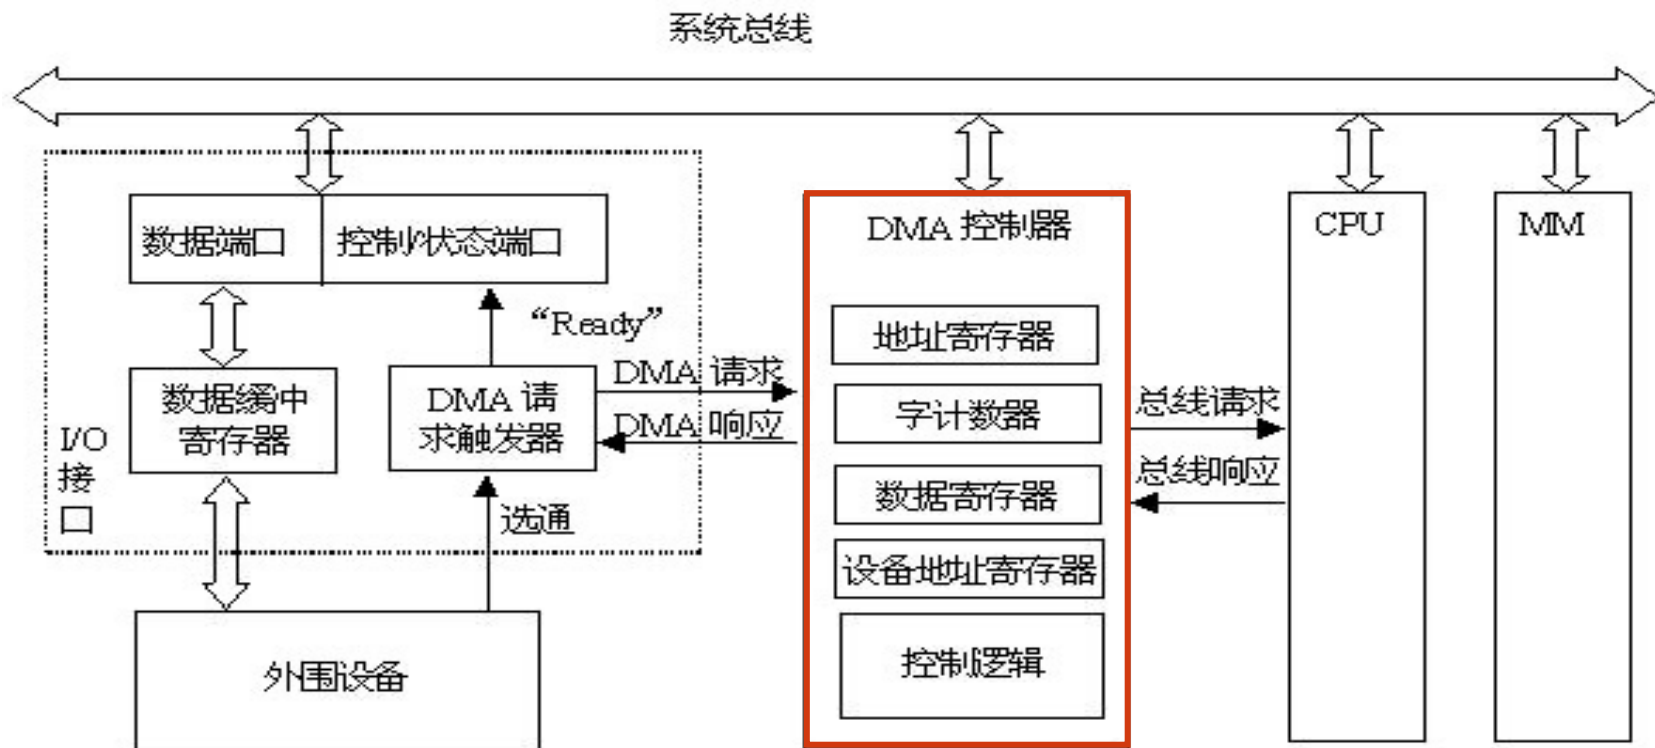 系统总线
数据端口
控制/状态端口
“Ready”
数据缓中
寄存器
DMA 请
求触发器
I/O
接
口
选通
外围设备
DMA 请求
DMA 响应
DMA 控制器
地址寄存器
字计数器
数据寄存器
设备地址寄存器
控制逻辑
总线请求
总线响应
CPU
MM